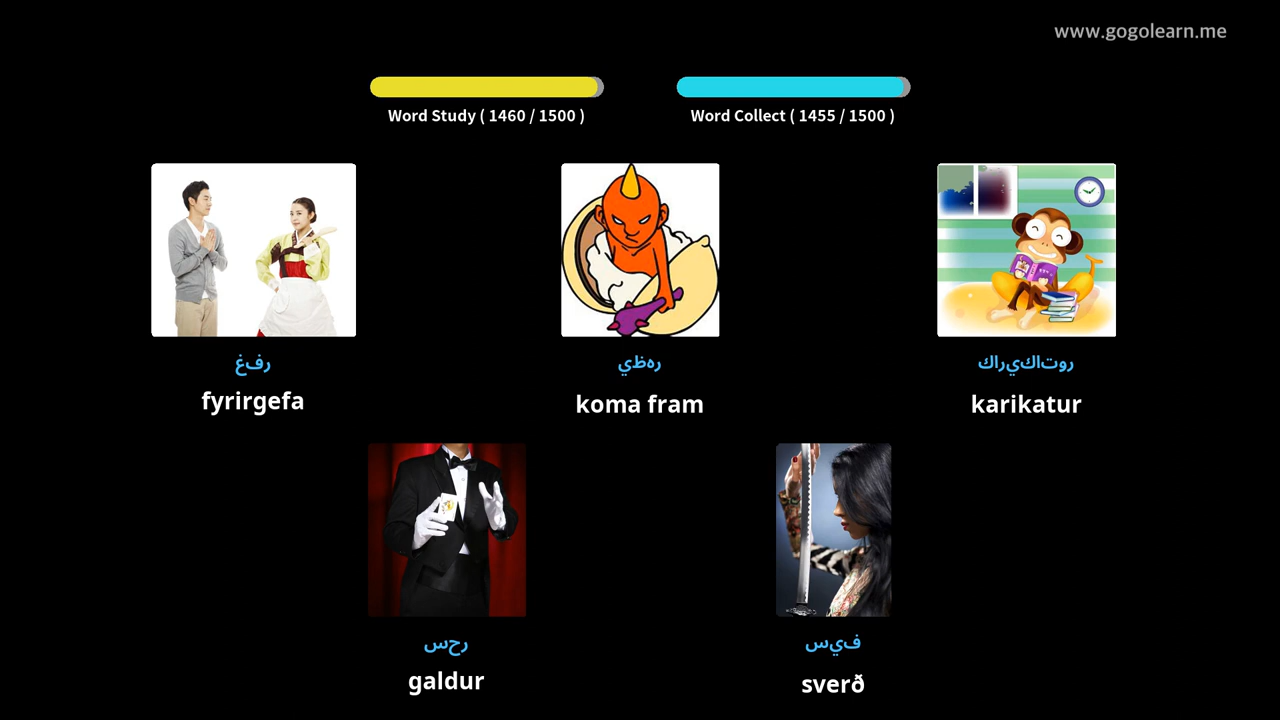 www.gogolearn.me
Word Study ( 1460 / 1500 )
Word Collect ( 1455 / 1500 )
رفغ
fyrirgefa
رهظي
koma fram
روتاكيراك
karikatur
رحس
galdur
فيس
sverð